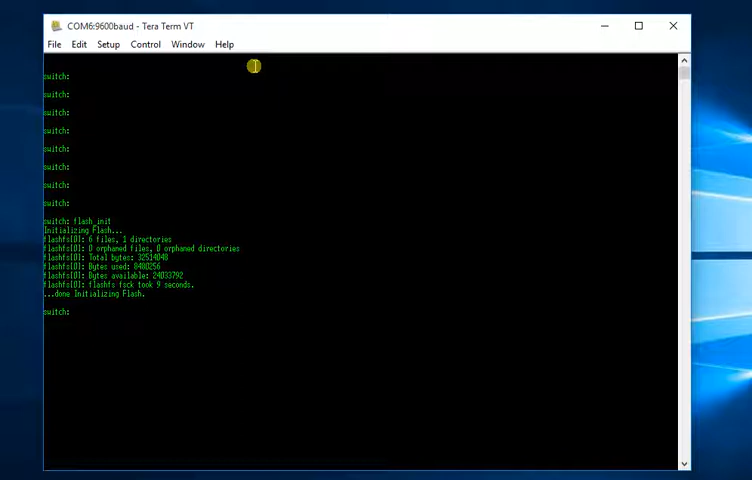 COM6:9600baud - Tera Term VT
File Edit Setup Control Window Help
switch:
switch:
switch:
switch:
switch:
switch:
switch:
switch:
switch: flash_init
Initializing Flash...
flashfs[0]: 6 files, 1 directories
flashfs[0]: 0 orphaned files, 0 orphaned directories
flashfs[0]: Total bytes: 32514048
flashfs[0]: Bytes used: 8480256
flashfs[0]: Bytes available: 24033792
flashfs[0]: flashfs fsck took 9 seconds.
...done Initializing Flash.
switch: